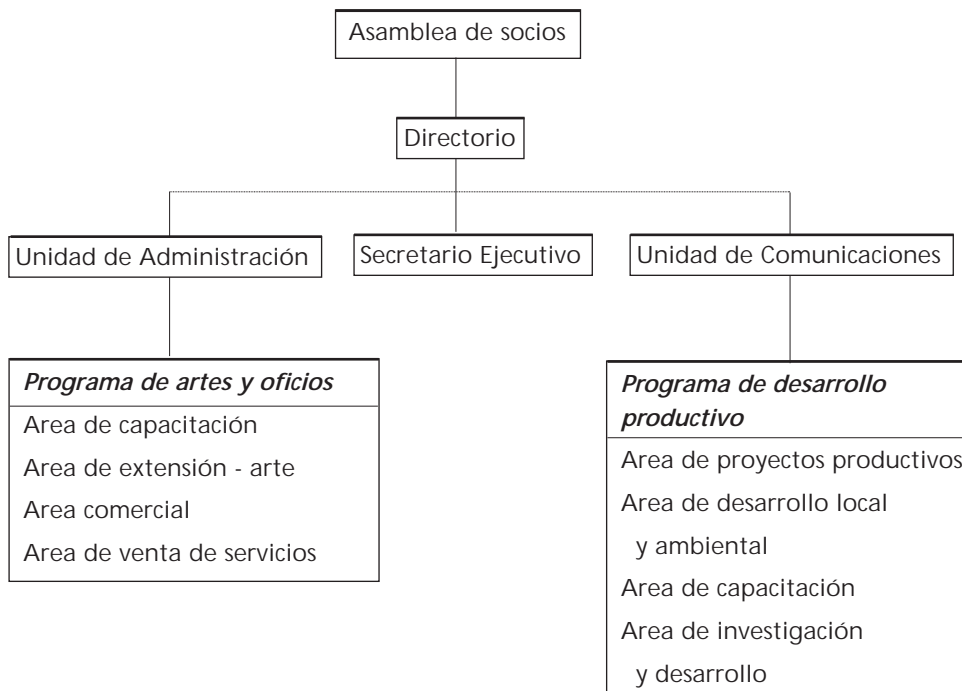 Asamblea de socios
Directorio
Unidad de Administración
Secretario Ejecutivo
Unidad de Comunicaciones
Programa de artes y oficios
Area de capacitación
Area de extensión - arte
Area comercial
Area de venta de servicios
Programa de desarrollo
productivo
Area de proyectos productivos
Area de desarrollo local
y ambiental
Area de capacitación
Area de investigación
y desarrollo